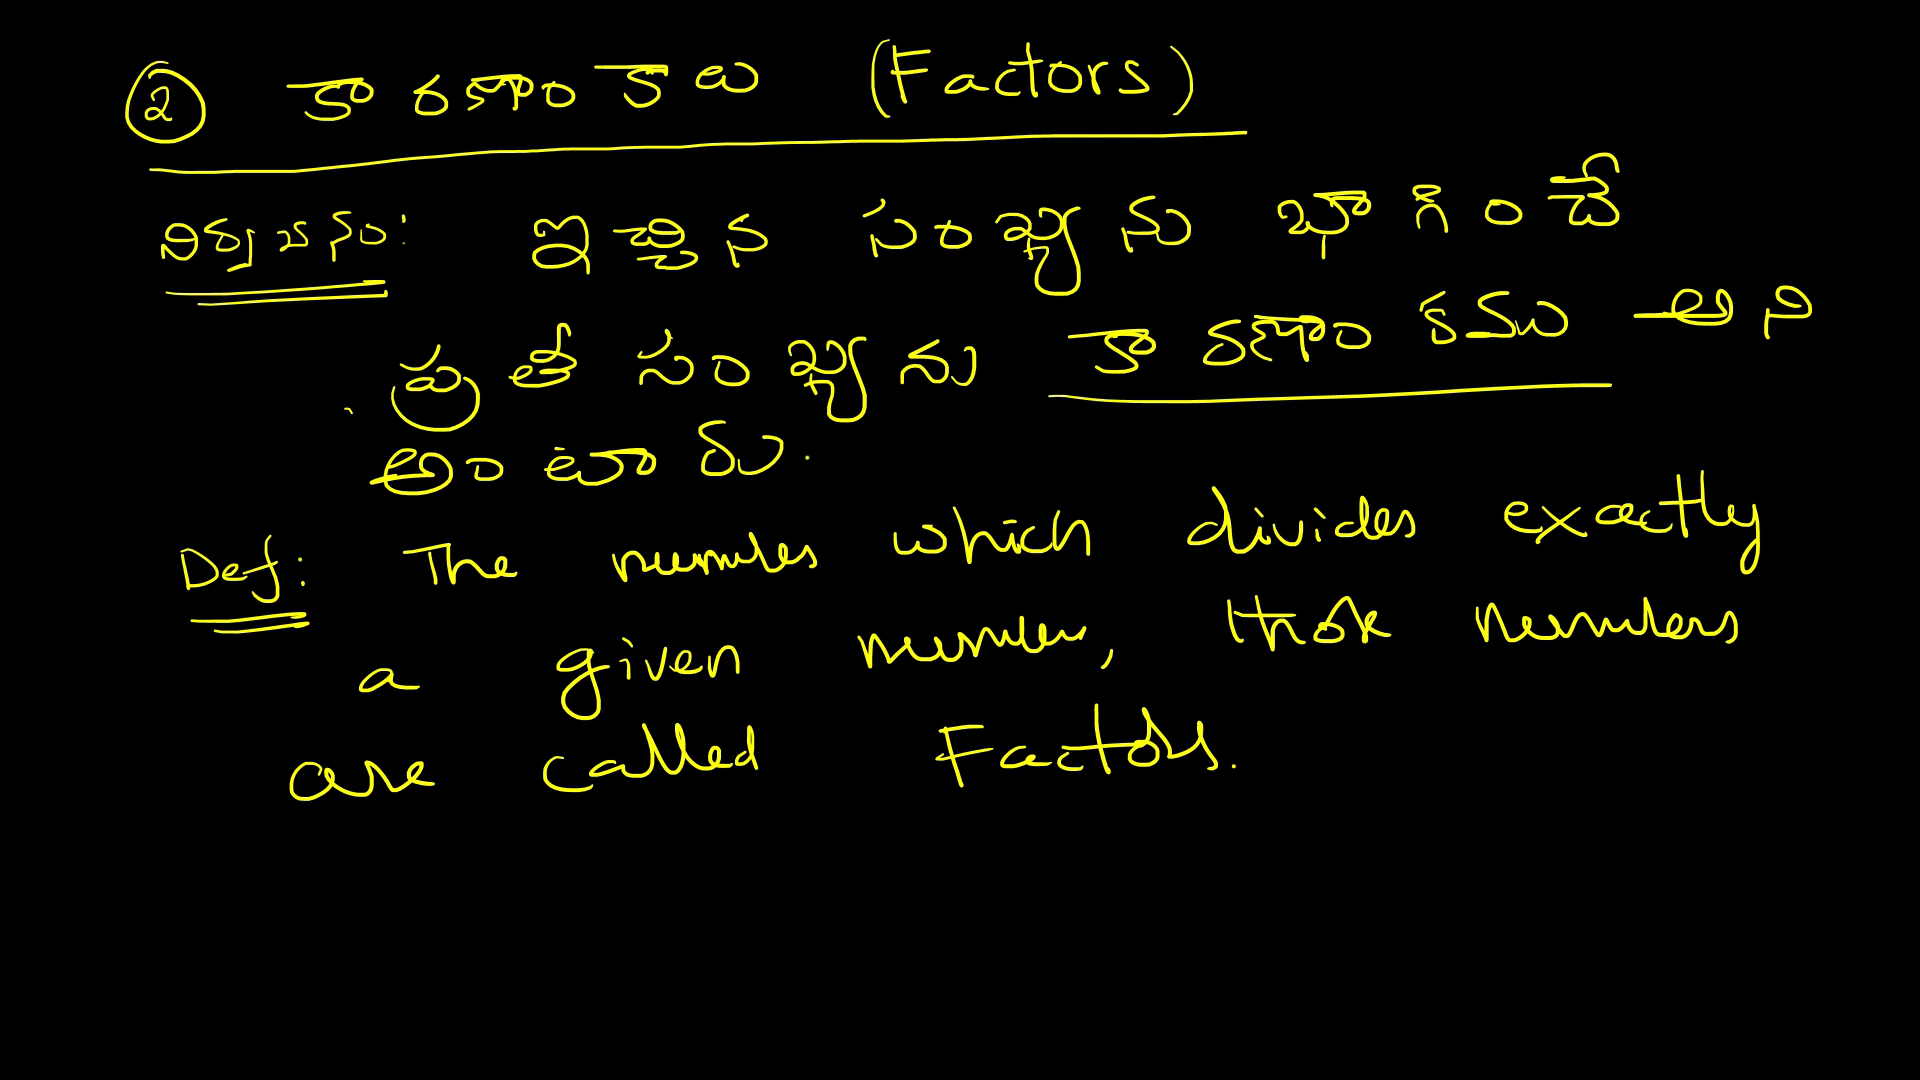 ② కారణాంకాలు (Factors)
నిర్వచనం: ఇచ్చిన సంఖ్యను భాగించే
ప్రతి సంఖ్యను కారణాంకము అని
అంటారు.
Def: The numbers which divides exactly
a given number, those numbers
are called Factors.